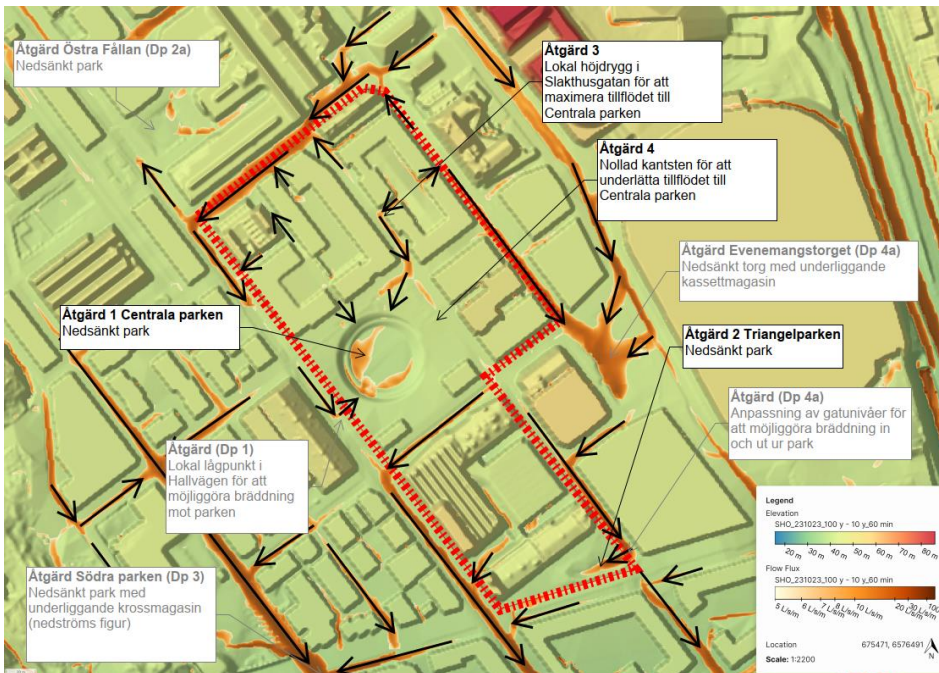 Åtgärd Östra Fållan (Dp 2a)
Nedsänkt park
Åtgärd 3
Lokal höjdrygg i
Slakthusgatan för att
maximera tillflödet till
Centrala parken
Åtgärd 4
Nollad kantsten för att
underlätta tillflödet till
Centrala parken
Åtgärd Evenemangstorget (Dp 4a)
Nedsänkt torg med underliggande
kassettmagasin
Åtgärd 1 Centrala parken
Nedsänkt park
Åtgärd 2 Triangelparken
Nedsänkt park
Åtgärd (Dp 4a)
Anpassning av gatunivåer för
att möjliggöra bräddning in
och ut ur park
Åtgärd (Dp 1)
Lokal lågpunkt i
Hallvägen för att
möjliggöra bräddning
mot parken
Åtgärd Södra parken (Dp 3)
Nedsänkt park med
underliggande krossmagasin
(nedströms figur)
Legend
Elevation
SHO_231023_100 y - 10 y_60 min
20 m 30 m 40 m 50 m 60 m 70 m 80 m
Flow Flux
SHO_231023_100 y - 10 y_60 min
5 L/s/m 6 L/s/m 7 L/s/m 8 L/s/m 10 L/s/m 20 L/s/m 30 L/s/m 100
Location 675471, 6576491
Scale: 1:2200
N